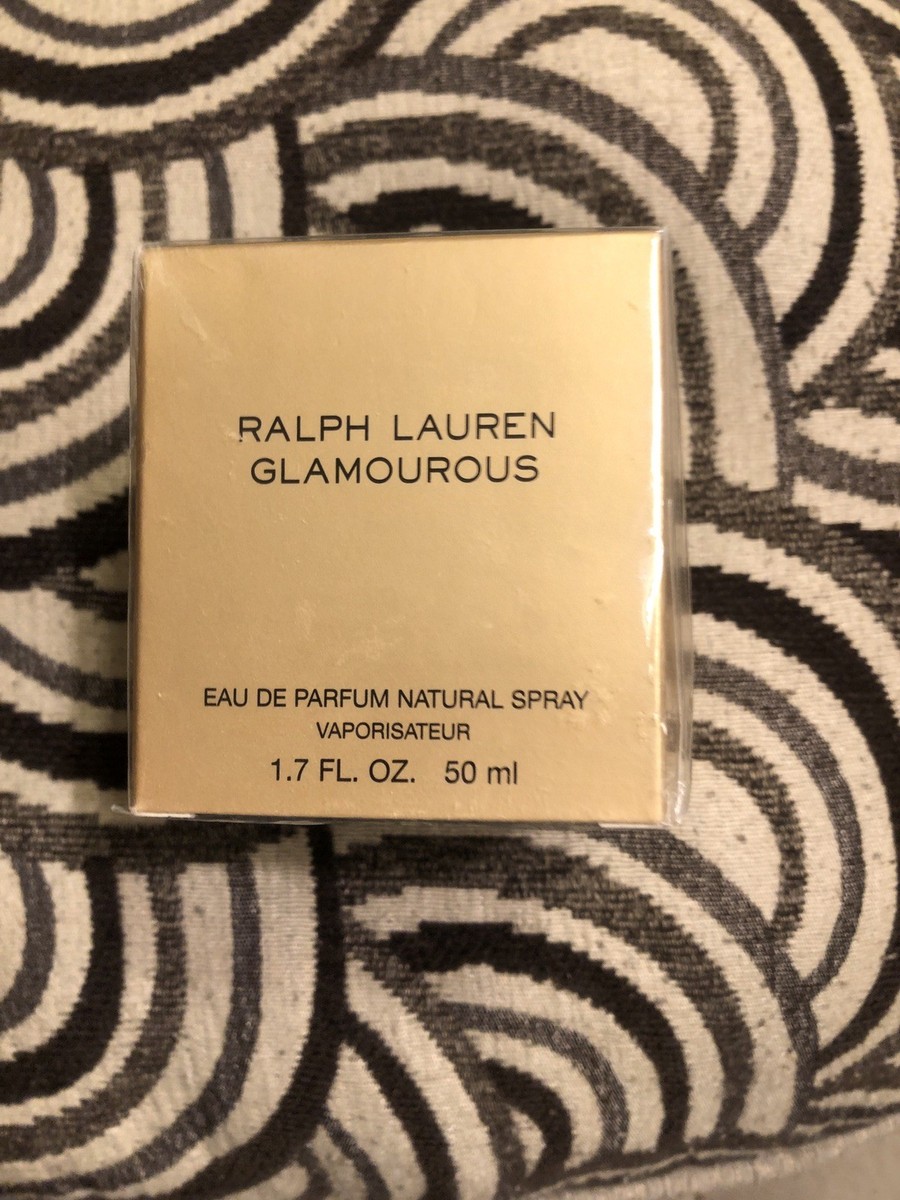 RALPH LAUREN
GLAMOUROUS
EAU DE PARFUM NATURAL SPRAY
VAPORISATEUR
1.7 FL. OZ. 50 ml